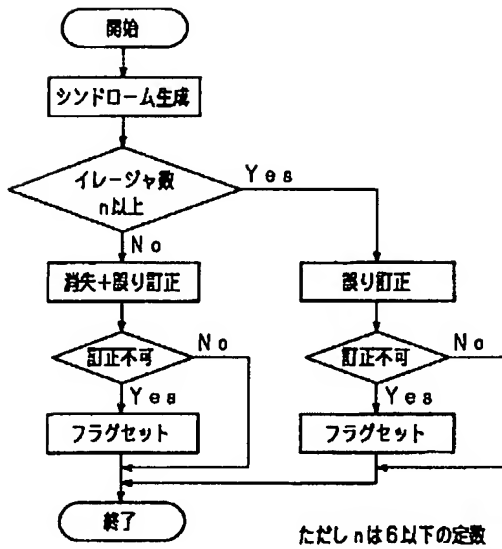 開始
シンドローム生成
イレージャ数
n以上
Yes
No
消失+誤り訂正
誤り訂正
訂正不可
No
訂正不可
No
Yes
Yes
フラグセット
フラグセット
終了
ただしnは6以下の定数